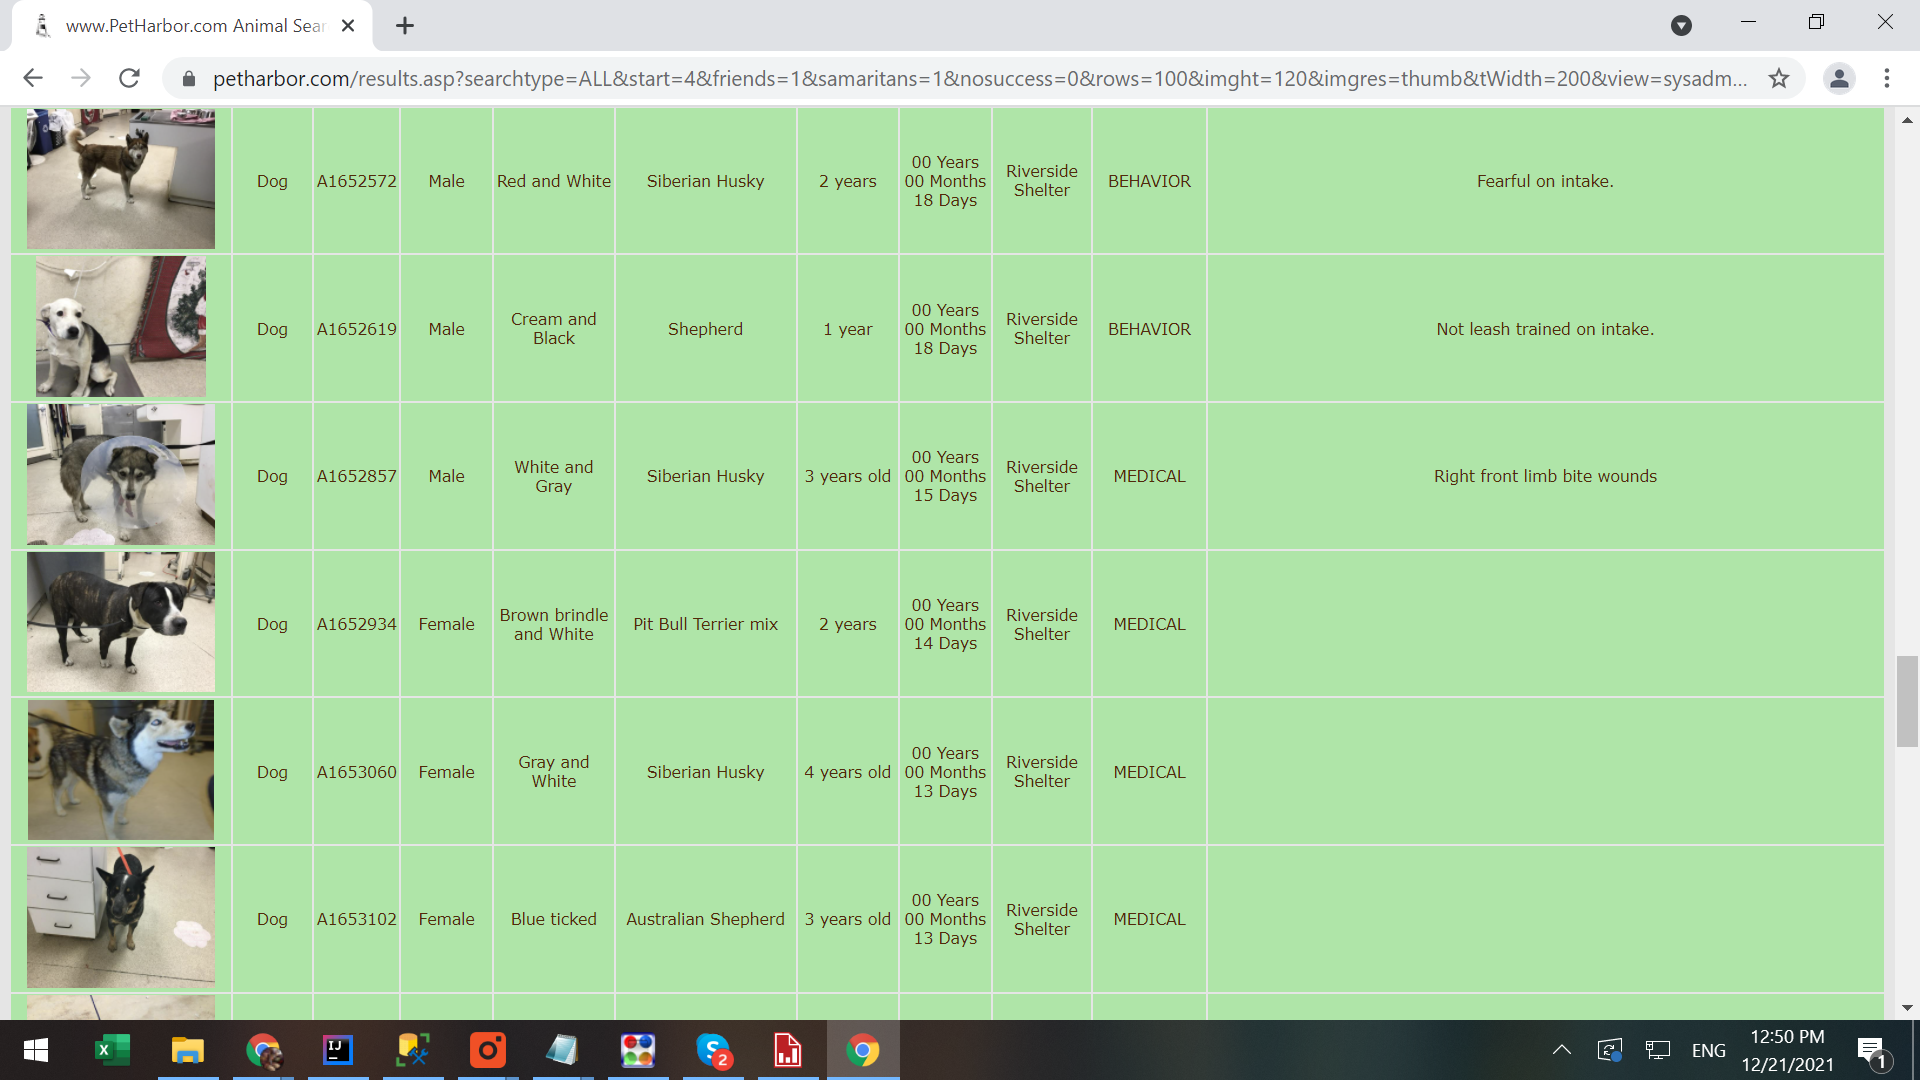 www.PetHarbor.com Animal Sear
petharbor.com/results.asp?searchtype=ALL&start=4&friends=1&samaritans=1&nosuccess=0&rows=100&imght=120&imgres=thumb&tWidth=200&view=sysadm...
Dog A1652572 Male Red and White Siberian Husky 2 years 00 Years 00 Months 18 Days Riverside Shelter BEHAVIOR Fearful on intake.
Dog A1652619 Male Cream and Black Shepherd 1 year 00 Years 00 Months 18 Days Riverside Shelter BEHAVIOR Not leash trained on intake.
Dog A1652857 Male White and Gray Siberian Husky 3 years old 00 Years 00 Months 15 Days Riverside Shelter MEDICAL Right front limb bite wounds
Dog A1652934 Female Brown brindle and White Pit Bull Terrier mix 2 years 00 Years 00 Months 14 Days Riverside Shelter MEDICAL
Dog A1653060 Female Gray and White Siberian Husky 4 years old 00 Years 00 Months 13 Days Riverside Shelter MEDICAL
Dog A1653102 Female Blue ticked Australian Shepherd 3 years old 00 Years 00 Months 13 Days Riverside Shelter MEDICAL
X
IJ
S 2
ENG
12:50 PM
12/21/2021
1